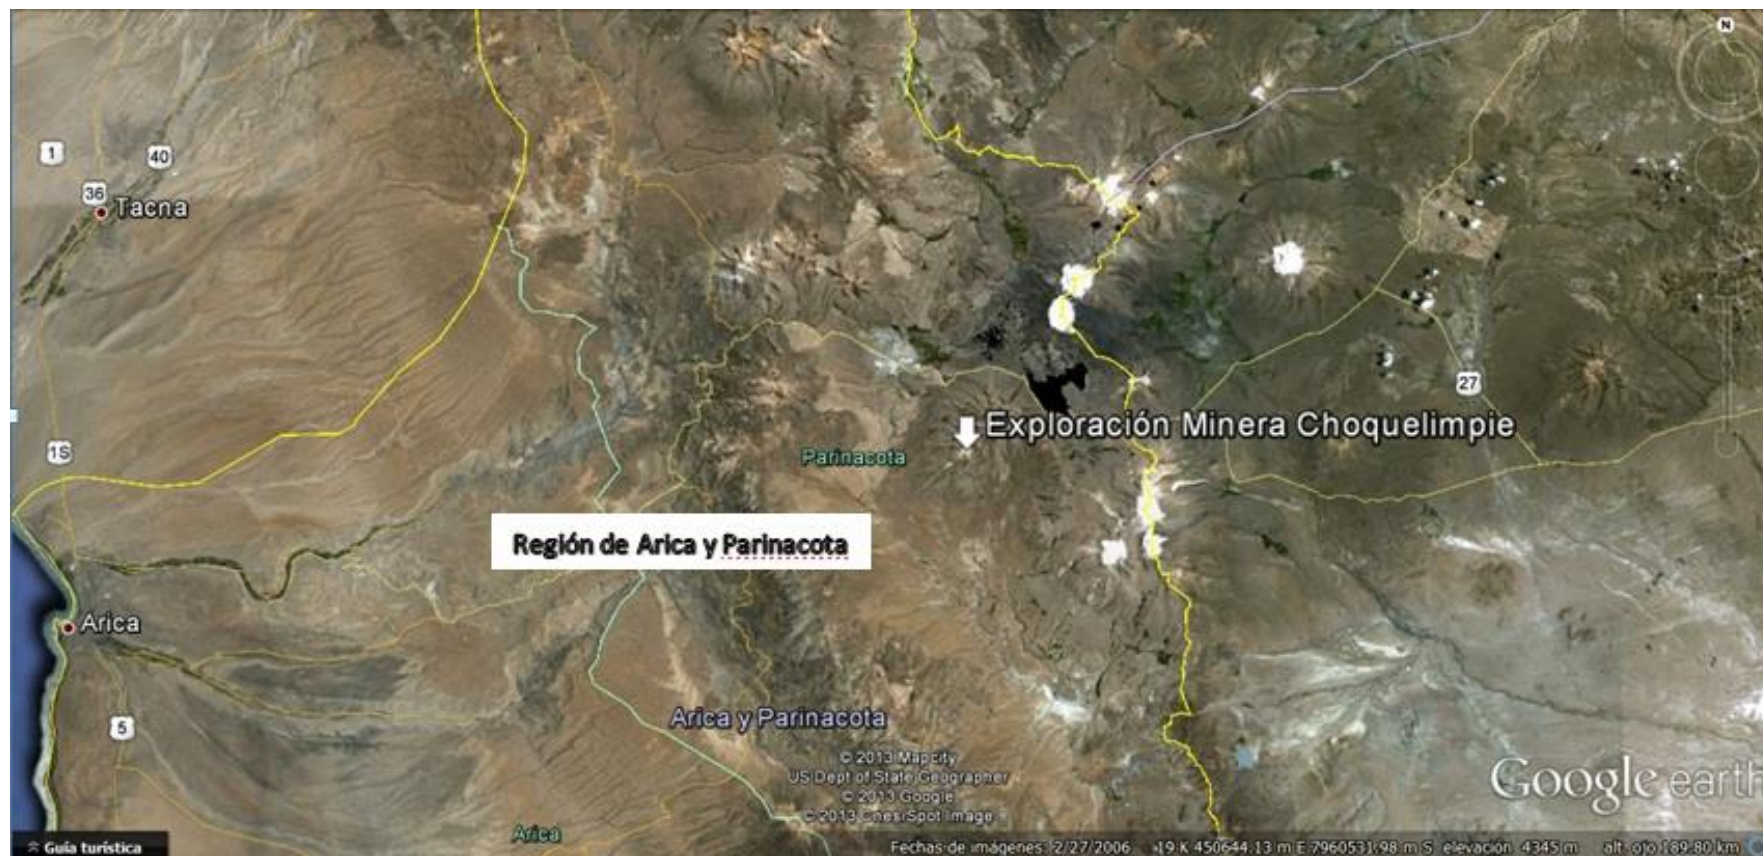 N
1
40
36
Tacna
27
Exploración Minera Choquelimpie
1S
Parinacota
Región de Arica y Parinacota
Arica
Arica y Parinacota
5
© 2013 Mapcity
US Dept of State Geographer
© 2013 Google
© 2013 Cnes/Spot Image
Google earth
Arica
Guía turística
Fechas de imágenes: 2/27/2006 19 K 450644.13 m E 7960531.98 m S elevación 4345 m alt. ojo 189.80 km